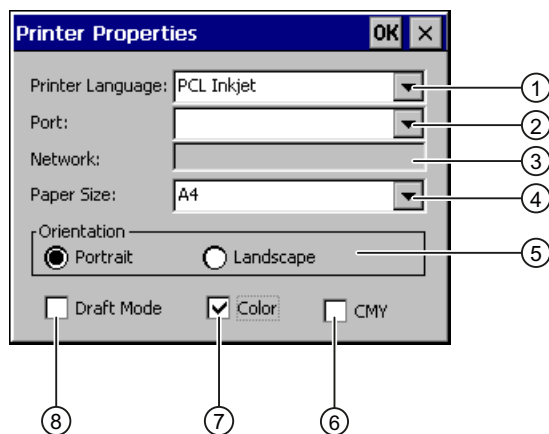 Printer Properties OK ×
Printer Language: PCL Inkjet 1
Port: 2
Network: 3
Paper Size: A4 4
Orientation
Portrait Landscape 5
Draft Mode Color CMY
8 7 6